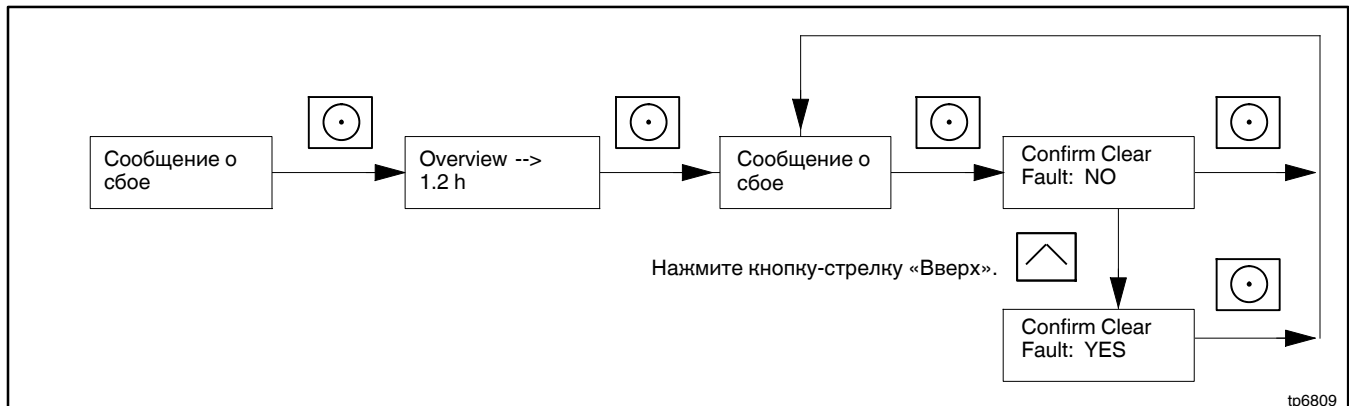 Сообщение о
сбое
Overview -->
1.2 h
Сообщение о
сбое
Confirm Clear
Fault: NO
Нажмите кнопку-стрелку «Вверх».
Confirm Clear
Fault: YES
tp6809